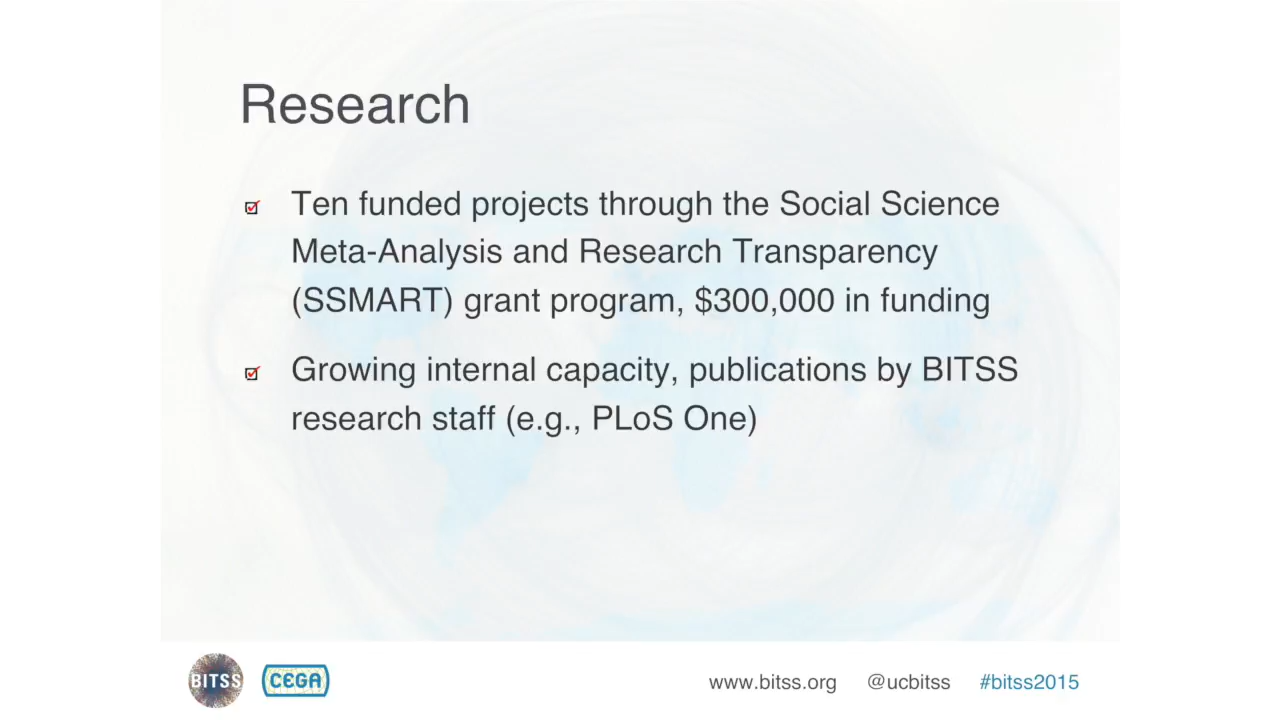 Research
Ten funded projects through the Social Science
Meta-Analysis and Research Transparency
(SSMART) grant program, $300,000 in funding
Growing internal capacity, publications by BITSS
research staff (e.g., PLoS One)
BITSS CEGA www.bitss.org @ucbitss #bitss2015